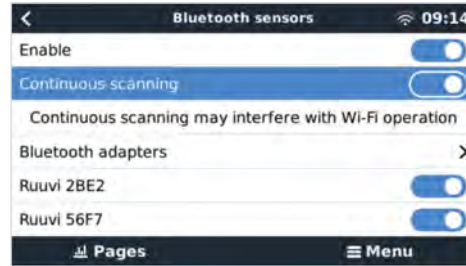 Bluetooth sensors 09:14
Enable
Continuous scanning
Continuous scanning may interfere with Wi-Fi operation
Bluetooth adapters
Ruuvi 2BE2
Ruuvi 56F7
Pages Menu